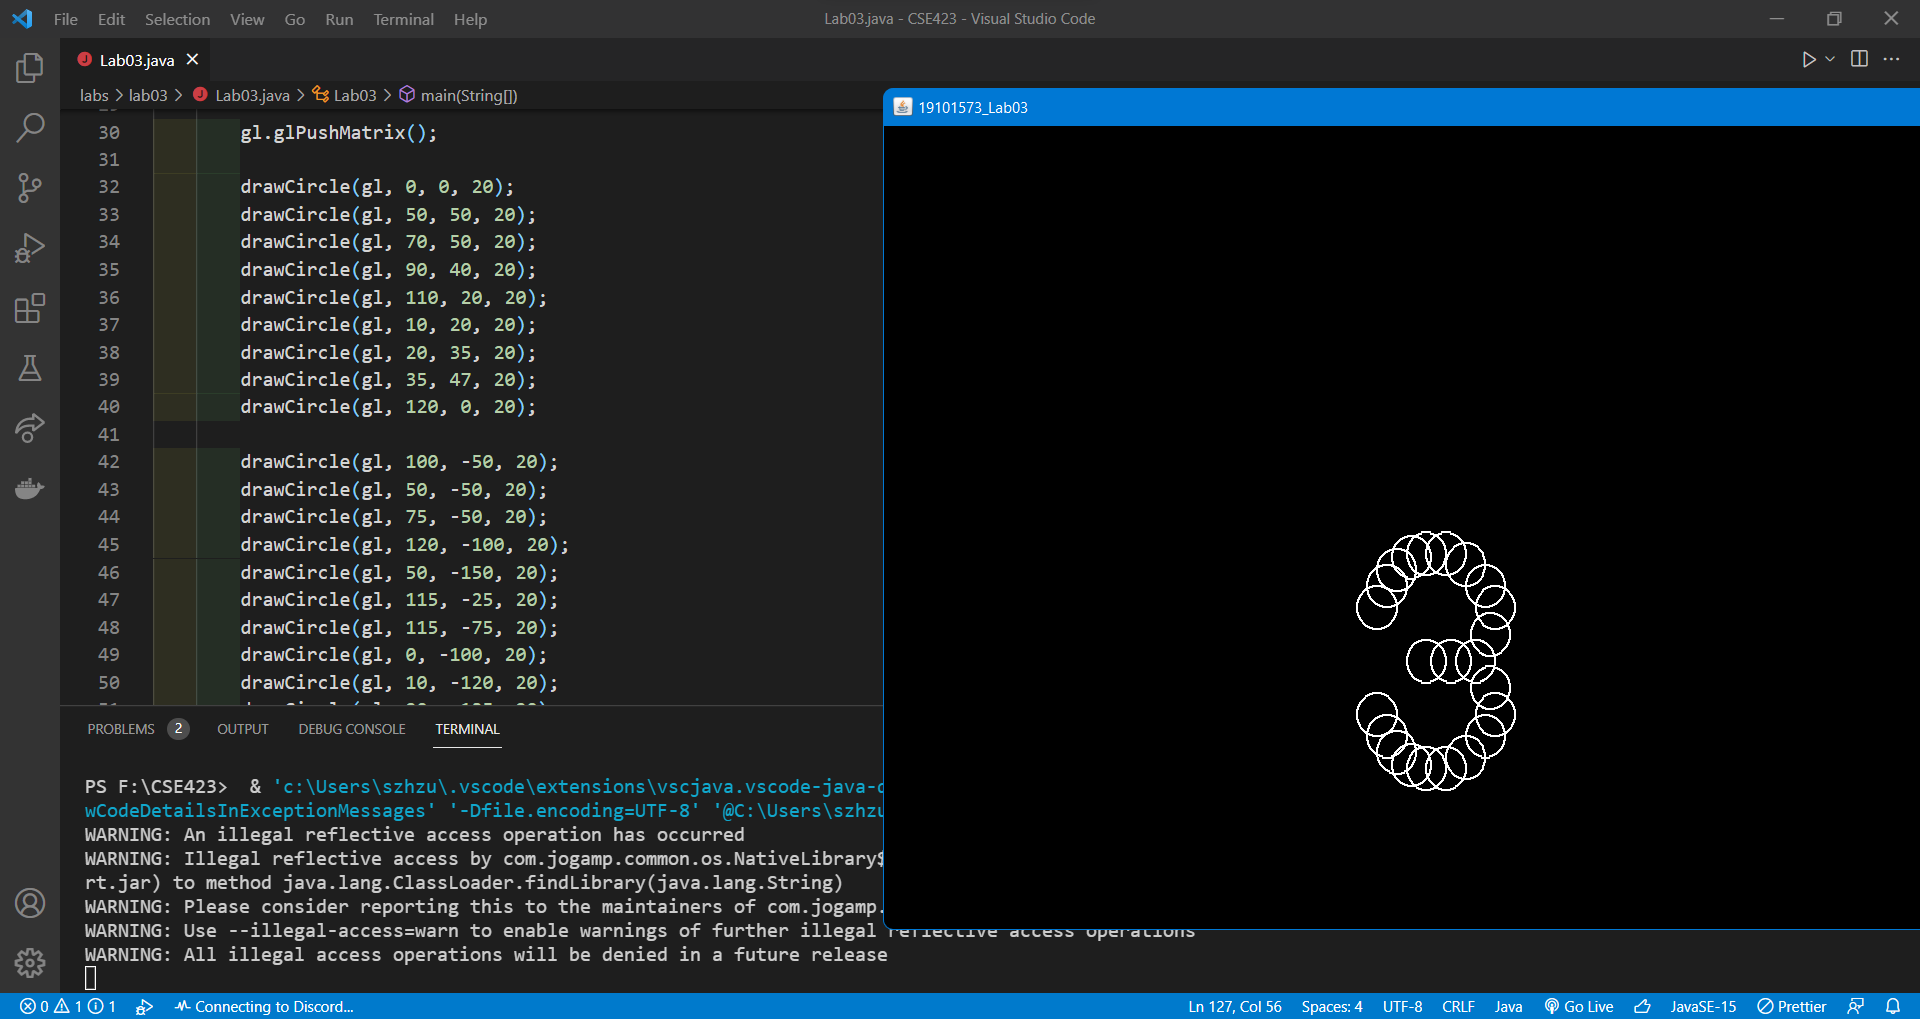 File Edit Selection View Go Run Terminal Help
Lab03.java - CSE423 - Visual Studio Code
Lab03.java
labs > lab03 > Lab03.java > Lab03 > main(String[])
30 gl.glPushMatrix();
31
32 drawCircle(gl, 0, 0, 20);
33 drawCircle(gl, 50, 50, 20);
34 drawCircle(gl, 70, 50, 20);
35 drawCircle(gl, 90, 40, 20);
36 drawCircle(gl, 110, 20, 20);
37 drawCircle(gl, 10, 20, 20);
38 drawCircle(gl, 20, 35, 20);
39 drawCircle(gl, 35, 47, 20);
40 drawCircle(gl, 120, 0, 20);
41
42 drawCircle(gl, 100, -50, 20);
43 drawCircle(gl, 50, -50, 20);
44 drawCircle(gl, 75, -50, 20);
45 drawCircle(gl, 120, -100, 20);
46 drawCircle(gl, 50, -150, 20);
47 drawCircle(gl, 115, -25, 20);
48 drawCircle(gl, 115, -75, 20);
49 drawCircle(gl, 0, -100, 20);
50 drawCircle(gl, 10, -120, 20);
19101573_Lab03
PROBLEMS 2 OUTPUT DEBUG CONSOLE TERMINAL
PS F:\CSE423> & 'c:\Users\szhzu\.vscode\extensions\vscjava.vscode-java-
wCodeDetailsInExceptionMessages' '-Dfile.encoding=UTF-8' '@C:\Users\szhzu
WARNING: An illegal reflective access operation has occurred
WARNING: Illegal reflective access by com.jogamp.common.os.NativeLibrary$
rt.jar) to method java.lang.ClassLoader.findLibrary(java.lang.String)
WARNING: Please consider reporting this to the maintainers of com.jogamp.
WARNING: Use --illegal-access=warn to enable warnings of further illegal reflective access operations
WARNING: All illegal access operations will be denied in a future release
0 1 1 Connecting to Discord... Ln 127, Col 56 Spaces: 4 UTF-8 CRLF Java Go Live JavaSE-15 Prettier